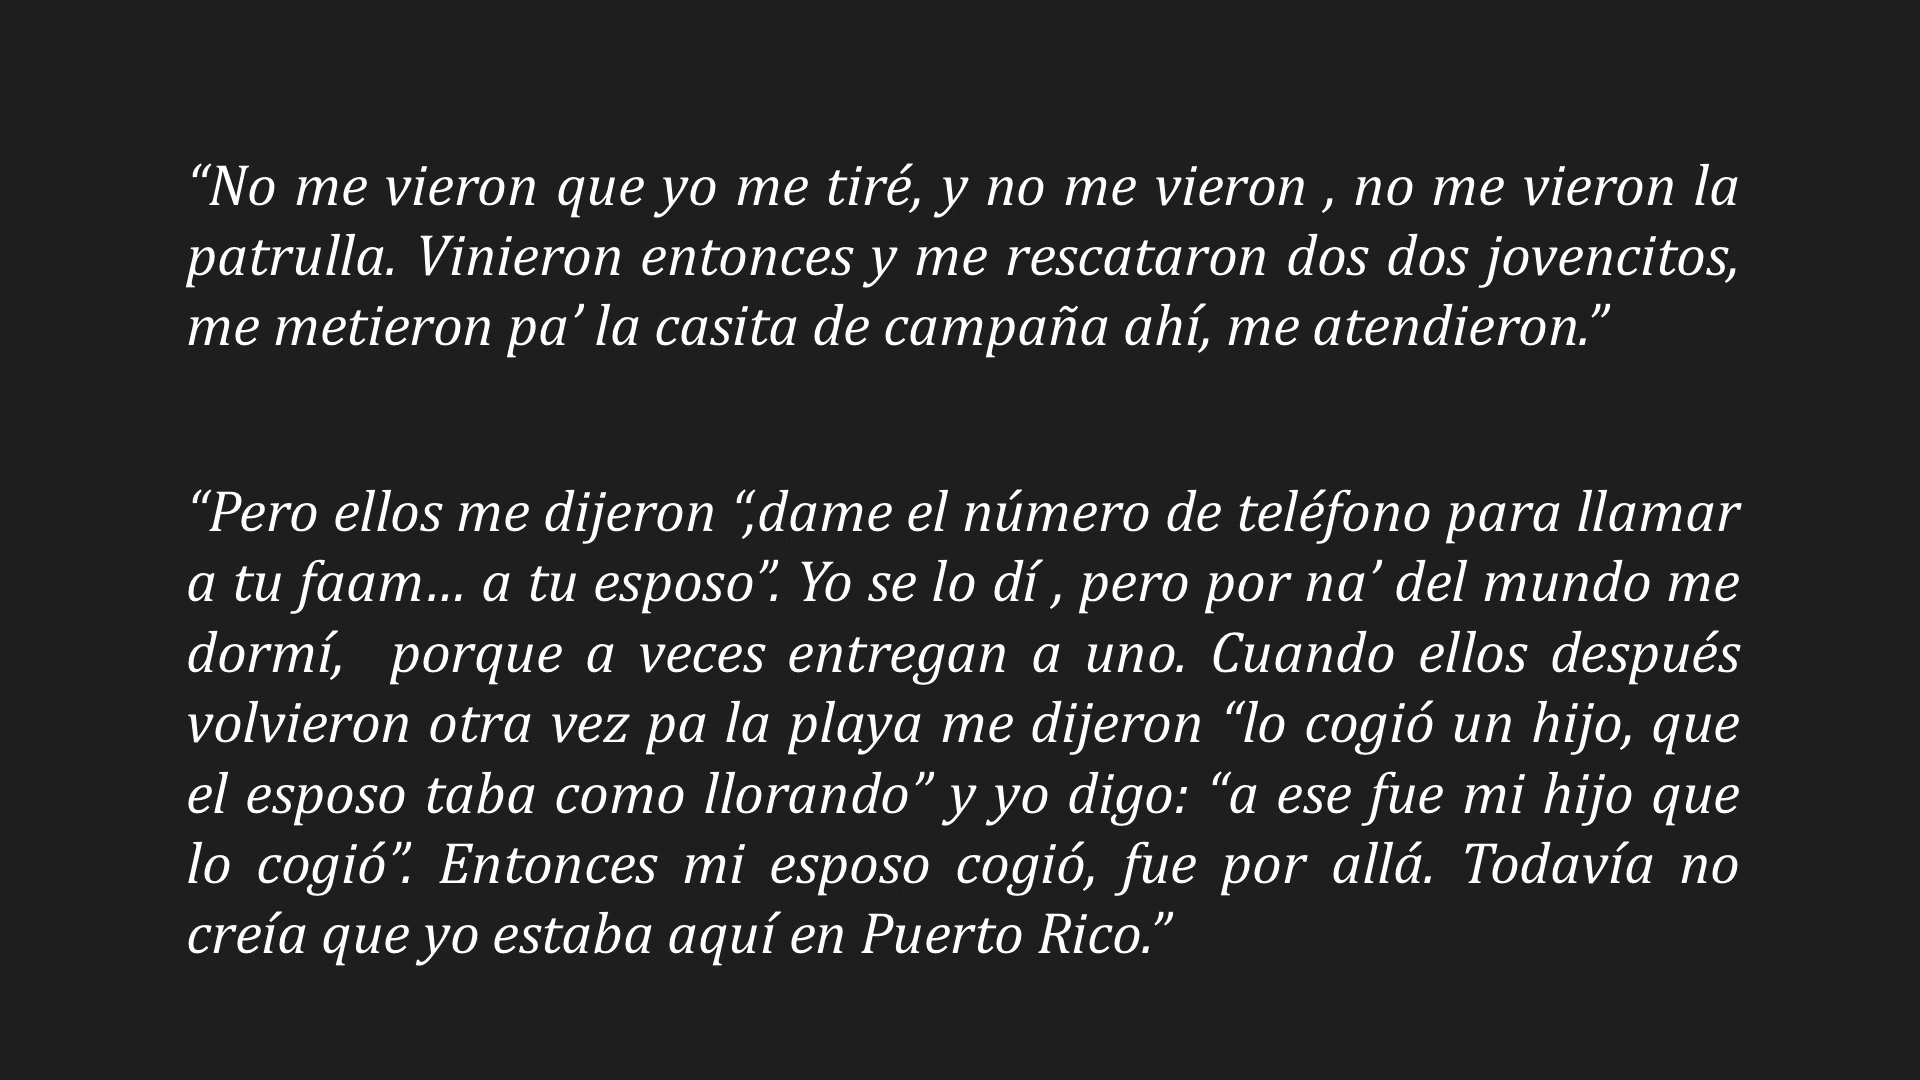 “No me vieron que yo me tiré, y no me vieron , no me vieron la
patrulla. Vinieron entonces y me rescataron dos dos jovencitos,
me metieron pa’ la casita de campaña ahí, me atendieron.”
“Pero ellos me dijeron “,dame el número de teléfono para llamar
a tu faam… a tu esposo”. Yo se lo dí , pero por na’ del mundo me
dormí,  porque a veces entregan a uno. Cuando ellos después
volvieron otra vez pa la playa me dijeron “lo cogió un hijo, que
el esposo taba como llorando” y yo digo: “a ese fue mi hijo que
lo cogió”. Entonces mi esposo cogió, fue por allá. Todavía no
creía que yo estaba aquí en Puerto Rico.”